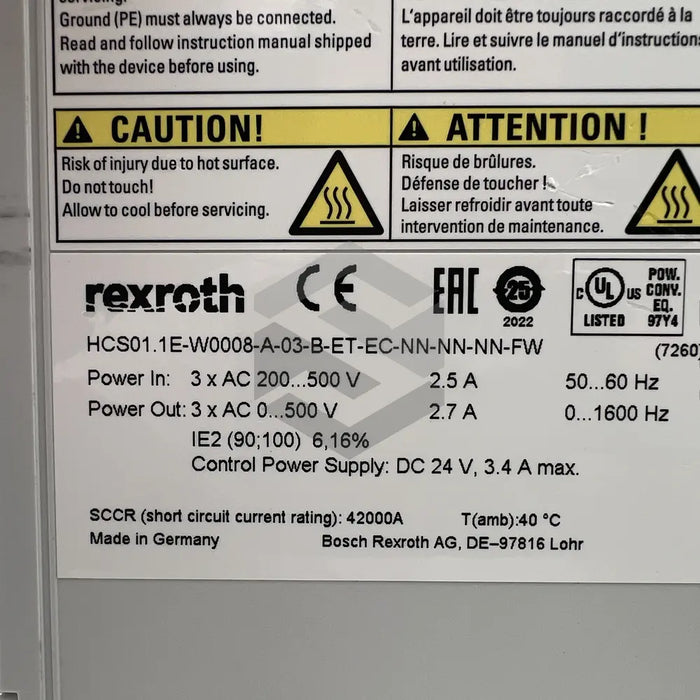 Ground (PE) must always be connected.
Read and follow instruction manual shipped
with the device before using.
L'appareil doit être toujours raccordé à la
terre. Lire et suivre le manuel d'instructions
avant utilisation.
CAUTION!
Risk of injury due to hot surface.
Do not touch!
Allow to cool before servicing.
ATTENTION !
Risque de brûlures.
Défense de toucher !
Laisser refroidir avant toute
intervention de maintenance.
rexroth
CE
EAC
25
2022
c UL us
LISTED
POW.
CONV.
EQ.
97Y4
HCS01.1E-W0008-A-03-B-ET-EC-NN-NN-NN-FW
(7260)
Power In: 3 x AC 200...500 V 2.5 A 50...60 Hz
Power Out: 3 x AC 0...500 V 2.7 A 0...1600 Hz
IE2 (90;100) 6,16%
Control Power Supply: DC 24 V, 3.4 A max.
SCCR (short circuit current rating): 42000A T(amb):40 °C
Made in Germany Bosch Rexroth AG, DE–97816 Lohr